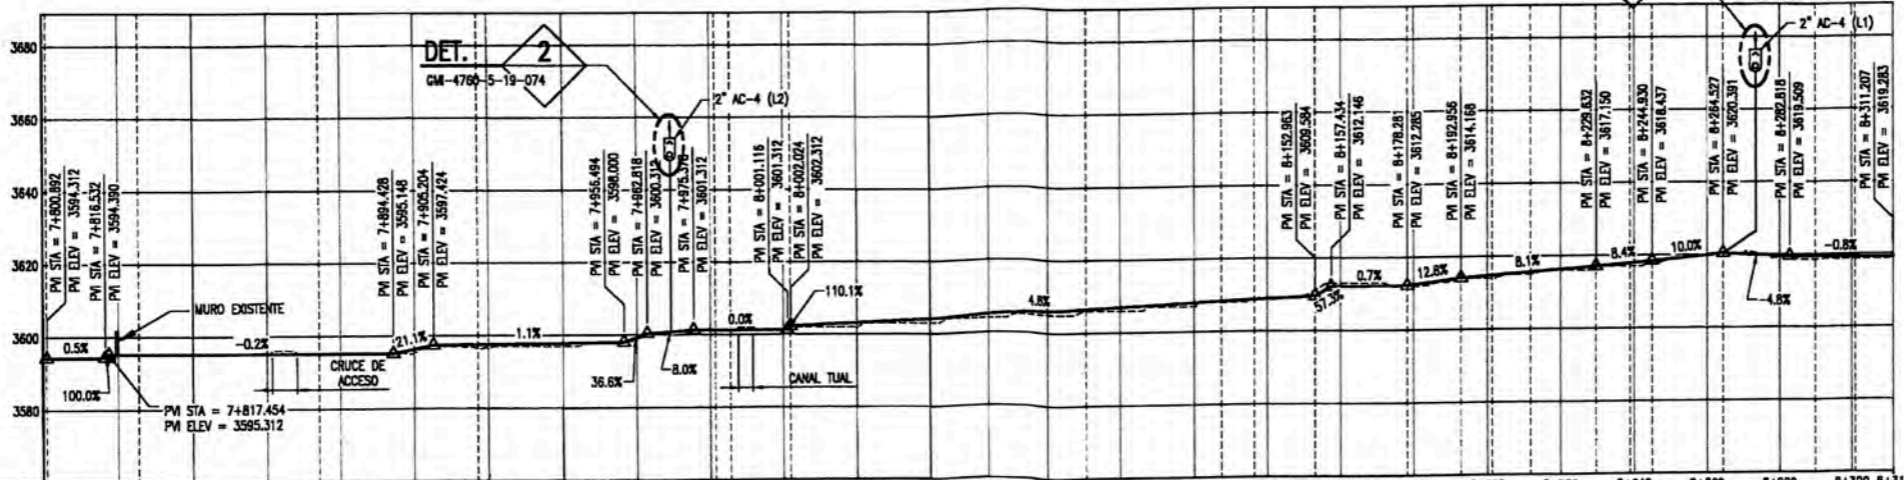 3680
3660
3640
3620
3600
3580
DET. 2
GMI-4760-5-19-074
2" AC-4 (L2)
2" AC-4 (L1)
PVI STA = 7+800.892
PVI ELEV = 3594.312
PVI STA = 7+816.532
PVI ELEV = 3594.390
MURO EXISTENTE
0.5%
100.0%
PVI STA = 7+817.454
PVI ELEV = 3595.312
-0.2%
CRUCE DE
ACCESO
PVI STA = 7+894.428
PVI ELEV = 3595.148
PVI STA = 7+905.204
PVI ELEV = 3597.424
21.1%
1.1%
PVI STA = 7+956.494
PVI ELEV = 3598.000
PVI STA = 7+962.818
PVI ELEV = 3600.312
PVI STA =
PVI ELEV = 3601.312
36.6%
8.0%
0.0%
CANAL TUAL
PVI STA = 8+001.116
PVI ELEV = 3601.312
PVI STA = 8+002.024
PVI ELEV = 3602.312
110.1%
4.8%
PVI STA = 8+152.963
PVI ELEV = 3609.584
PVI STA = 8+157.434
PVI ELEV = 3612.146
57.3%
0.7%
PVI STA = 8+178.281
PVI ELEV = 3612.285
PVI STA = 8+192.956
PVI ELEV = 3614.168
12.8%
8.1%
PVI STA = 8+229.632
PVI ELEV = 3617.150
PVI STA = 8+244.930
PVI ELEV = 3618.437
8.4%
10.0%
PVI STA = 8+264.527
PVI ELEV = 3620.391
PVI STA = 8+282.818
PVI ELEV = 3619.509
-4.8%
-0.8%
PVI STA = 8+311.207
PVI ELEV = 3619.283